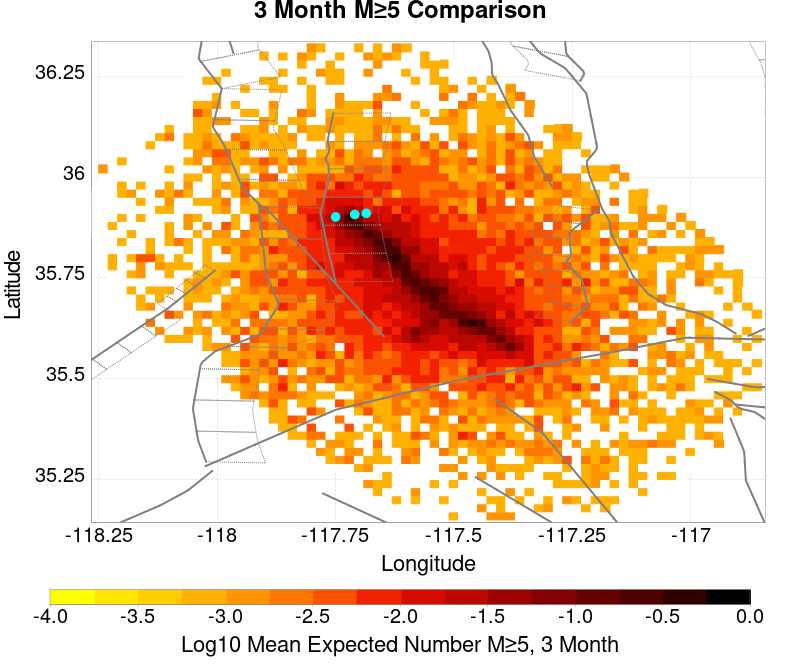 3 Month M≥5 Comparison
36.25
36
35.75
35.5
35.25
Latitude
-118.25 -118 -117.75 -117.5 -117.25 -117
Longitude
-4.0 -3.5 -3.0 -2.5 -2.0 -1.5 -1.0 -0.5 0.0
Log10 Mean Expected Number M≥5, 3 Month